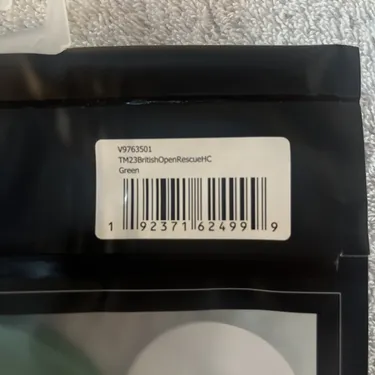 V9763501
TM23BritishOpenRescueHC
Green
1 92371 62499 9